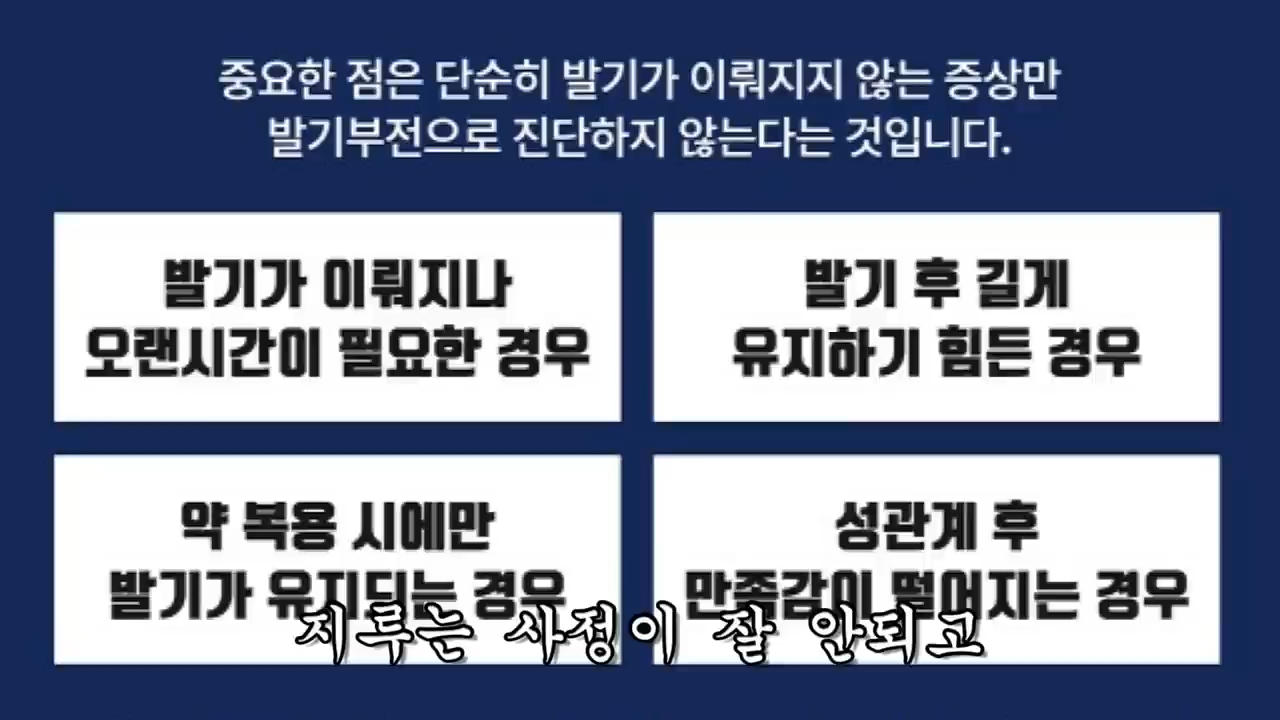 중요한 점은 단순히 발기가 이뤄지지 않는 증상만
발기부전으로 진단하지 않는다는 것입니다.
발기가 이뤄지나
오랜시간이 필요한 경우
발기 후 길게
유지하기 힘든 경우
약 복용 시에만
발기가 유지되는 경우
성관계 후
만족감이 떨어지는 경우
지루는 사정이 잘 안되고